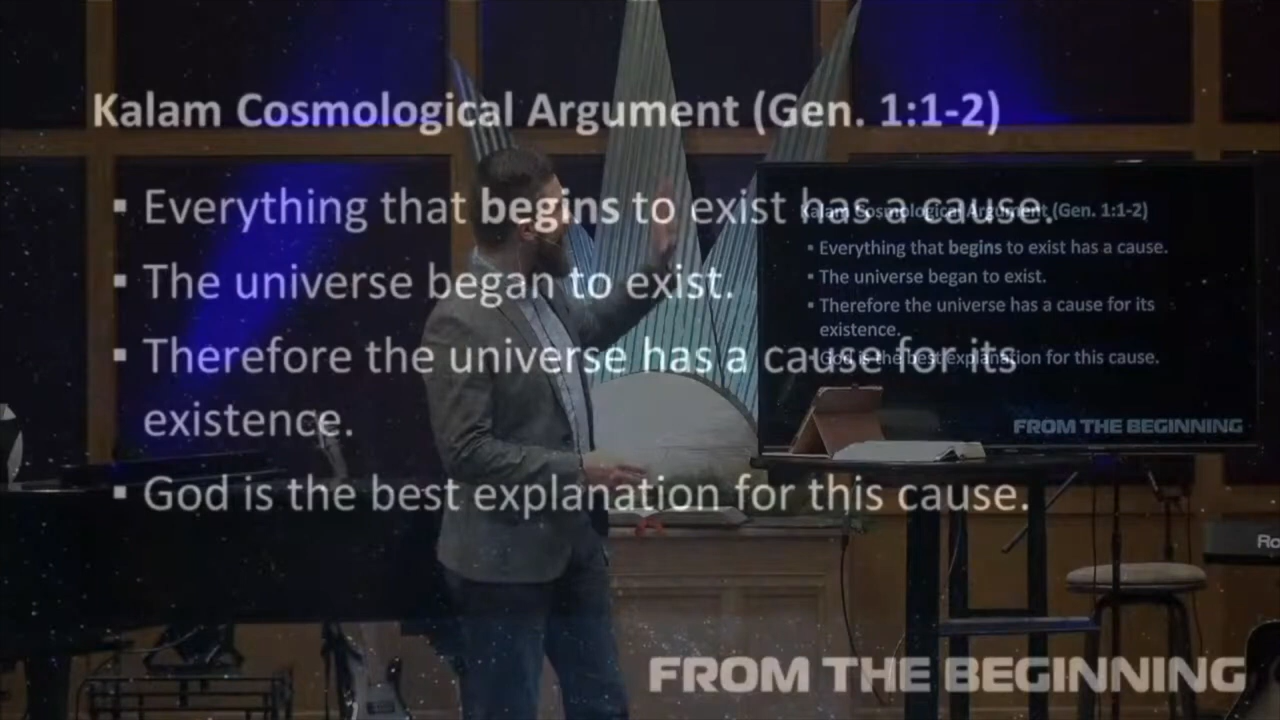 Kalam Cosmological Argument (Gen. 1:1-2)
▪ Everything that begins to exist has a cause.
▪ The universe began to exist.
▪ Therefore the universe has a cause for its
existence.
▪ God is the best explanation for this cause.
FROM THE BEGINNING
Kalam Cosmological Argument (Gen. 1:1-2)
▪ Everything that begins to exist has a cause.
▪ The universe began to exist.
▪ Therefore the universe has a cause for its
existence.
▪ God is the best explanation for this cause.
FROM THE BEGINNING
Ro